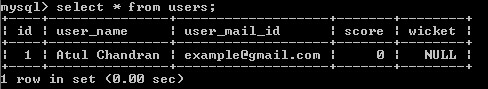 mysql> select * from users;
+----+---------------+-------------------+-------+--------+
| id | user_name | user_mail_id | score | wicket |
+----+---------------+-------------------+-------+--------+
| 1 | Atul Chandran | example@gmail.com | 0 | NULL |
+----+---------------+-------------------+-------+--------+
1 row in set (0.00 sec)